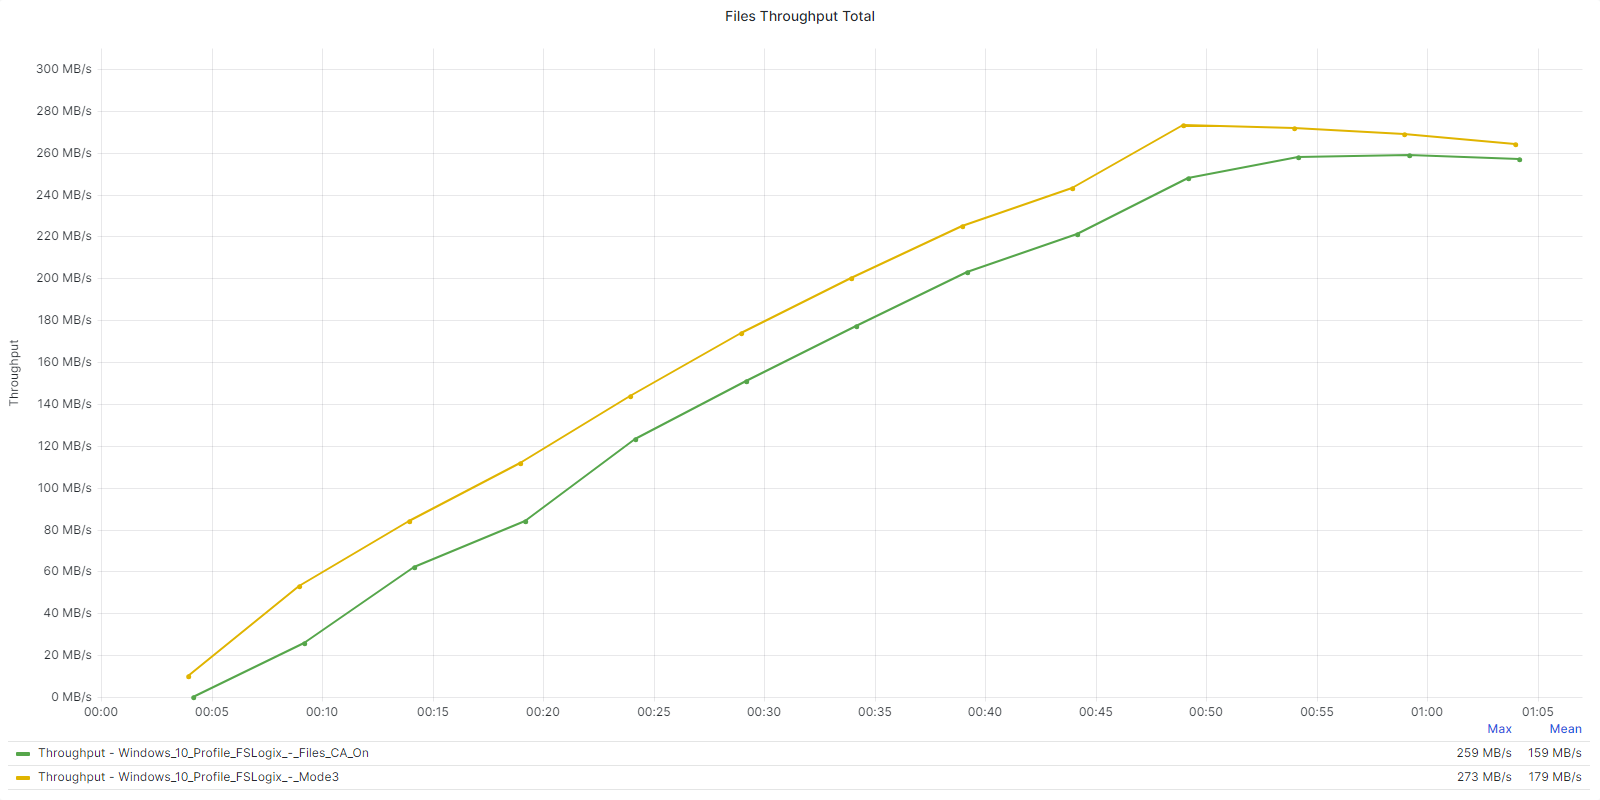 Files Throughput Total
300 MB/s
280 MB/s
260 MB/s
240 MB/s
220 MB/s
200 MB/s
180 MB/s
160 MB/s
140 MB/s
120 MB/s
100 MB/s
80 MB/s
60 MB/s
40 MB/s
20 MB/s
0 MB/s
Throughput
00:00 00:05 00:10 00:15 00:20 00:25 00:30 00:35 00:40 00:45 00:50 00:55 01:00 01:05
Max Mean
Throughput - Windows_10_Profile_FSLogix_-_Files_CA_On 259 MB/s 159 MB/s
Throughput - Windows_10_Profile_FSLogix_-_Mode3 273 MB/s 179 MB/s